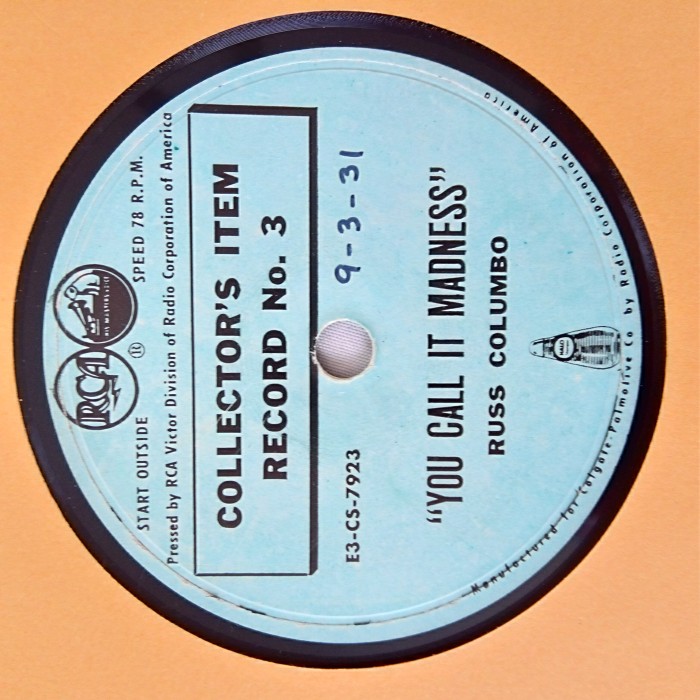 RCA
HIS MASTER'S VOICE
®
START OUTSIDE SPEED 78 R.P.M.
Pressed by RCA Victor Division of Radio Corporation of America
COLLECTOR'S ITEM
RECORD No. 3
E3-CS-7923 9-3-31
"YOU CALL IT MADNESS"
RUSS COLUMBO
HALO
Manufactured for Colgate-Palmolive Co by Radio Corporation of America